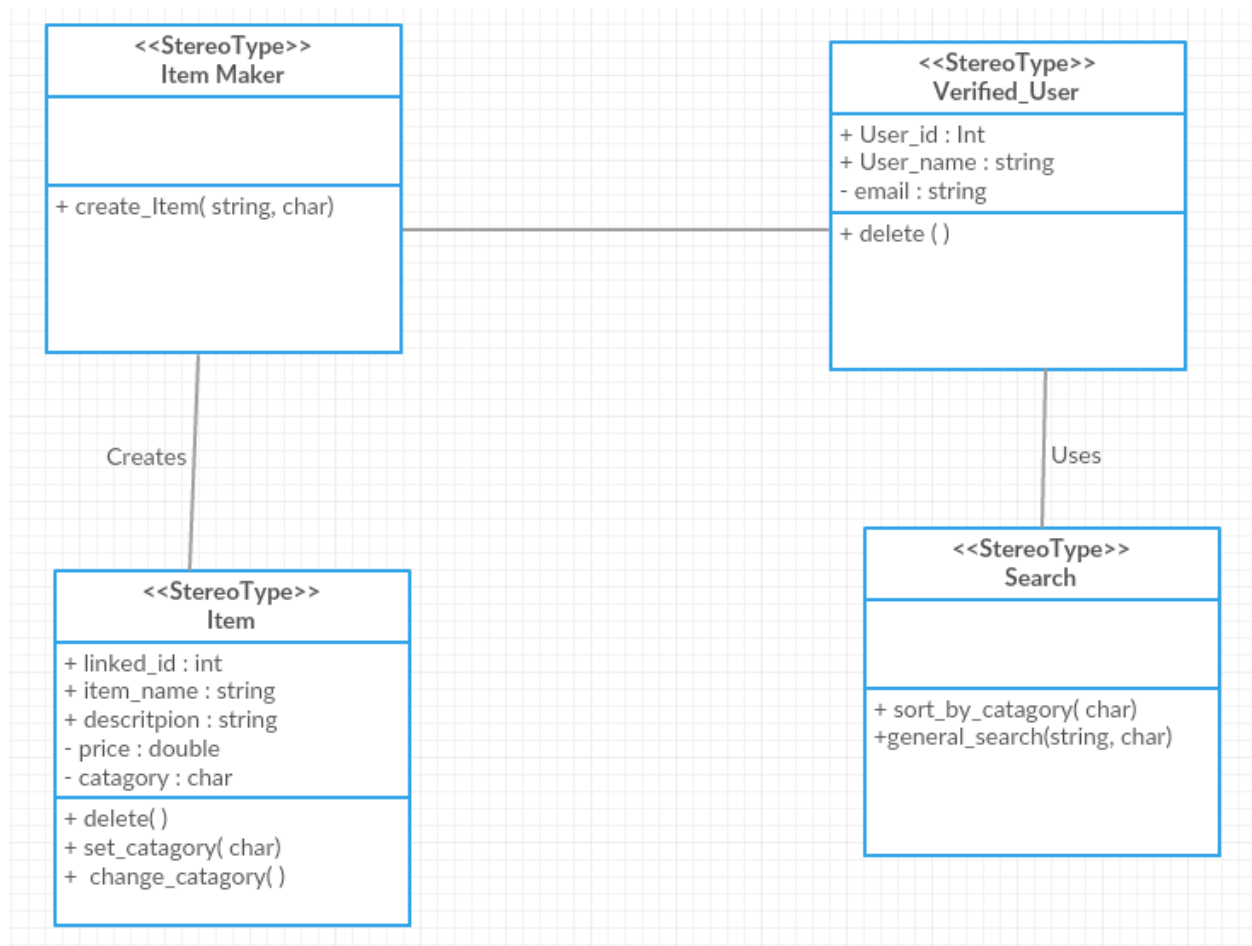 <<StereoType>>
Item Maker
+ create_Item( string, char)
<<StereoType>>
Verified_User
+ User_id : Int
+ User_name : string
- email : string
+ delete ( )
Creates
Uses
<<StereoType>>
Item
+ linked_id : int
+ item_name : string
+ descritpion : string
- price : double
- catagory : char
+ delete( )
+ set_catagory( char)
+  change_catagory( )
<<StereoType>>
Search
+ sort_by_catagory( char)
+general_search(string, char)